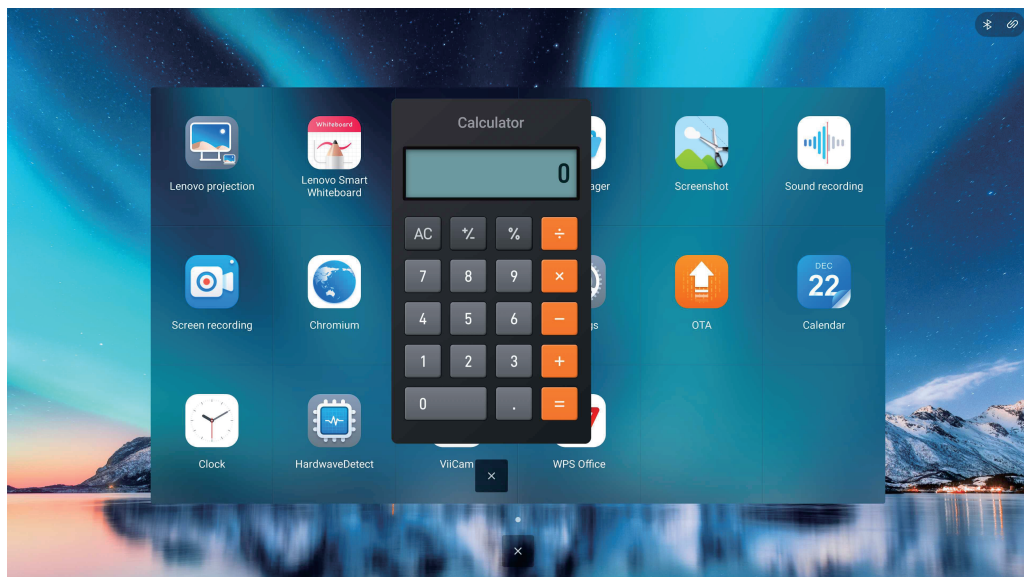 Calculator
0
Whiteboard
Lenovo projection
Lenovo Smart
Whiteboard
ager
Screenshot
Sound recording
AC
+/-
%
÷
7
8
9
×
DEC
22
Screen recording
Chromium
4
5
6
−
gs
OTA
Calendar
1
2
3
+
0
.
=
Clock
HardwaveDetect
ViiCam
WPS Office
×
×